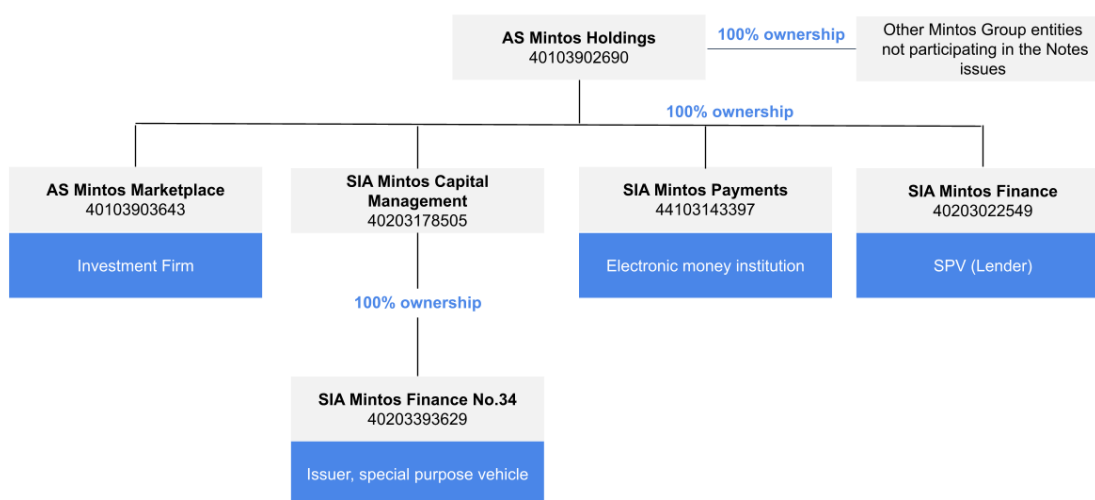 AS Mintos Holdings
40103902690
100% ownership
Other Mintos Group entities
not participating in the Notes
issues
100% ownership
AS Mintos Marketplace
40103903643
Investment Firm
SIA Mintos Capital
Management
40203178505
SIA Mintos Payments
44103143397
Electronic money institution
SIA Mintos Finance
40203022549
SPV (Lender)
100% ownership
SIA Mintos Finance No.34
40203393629
Issuer, special purpose vehicle